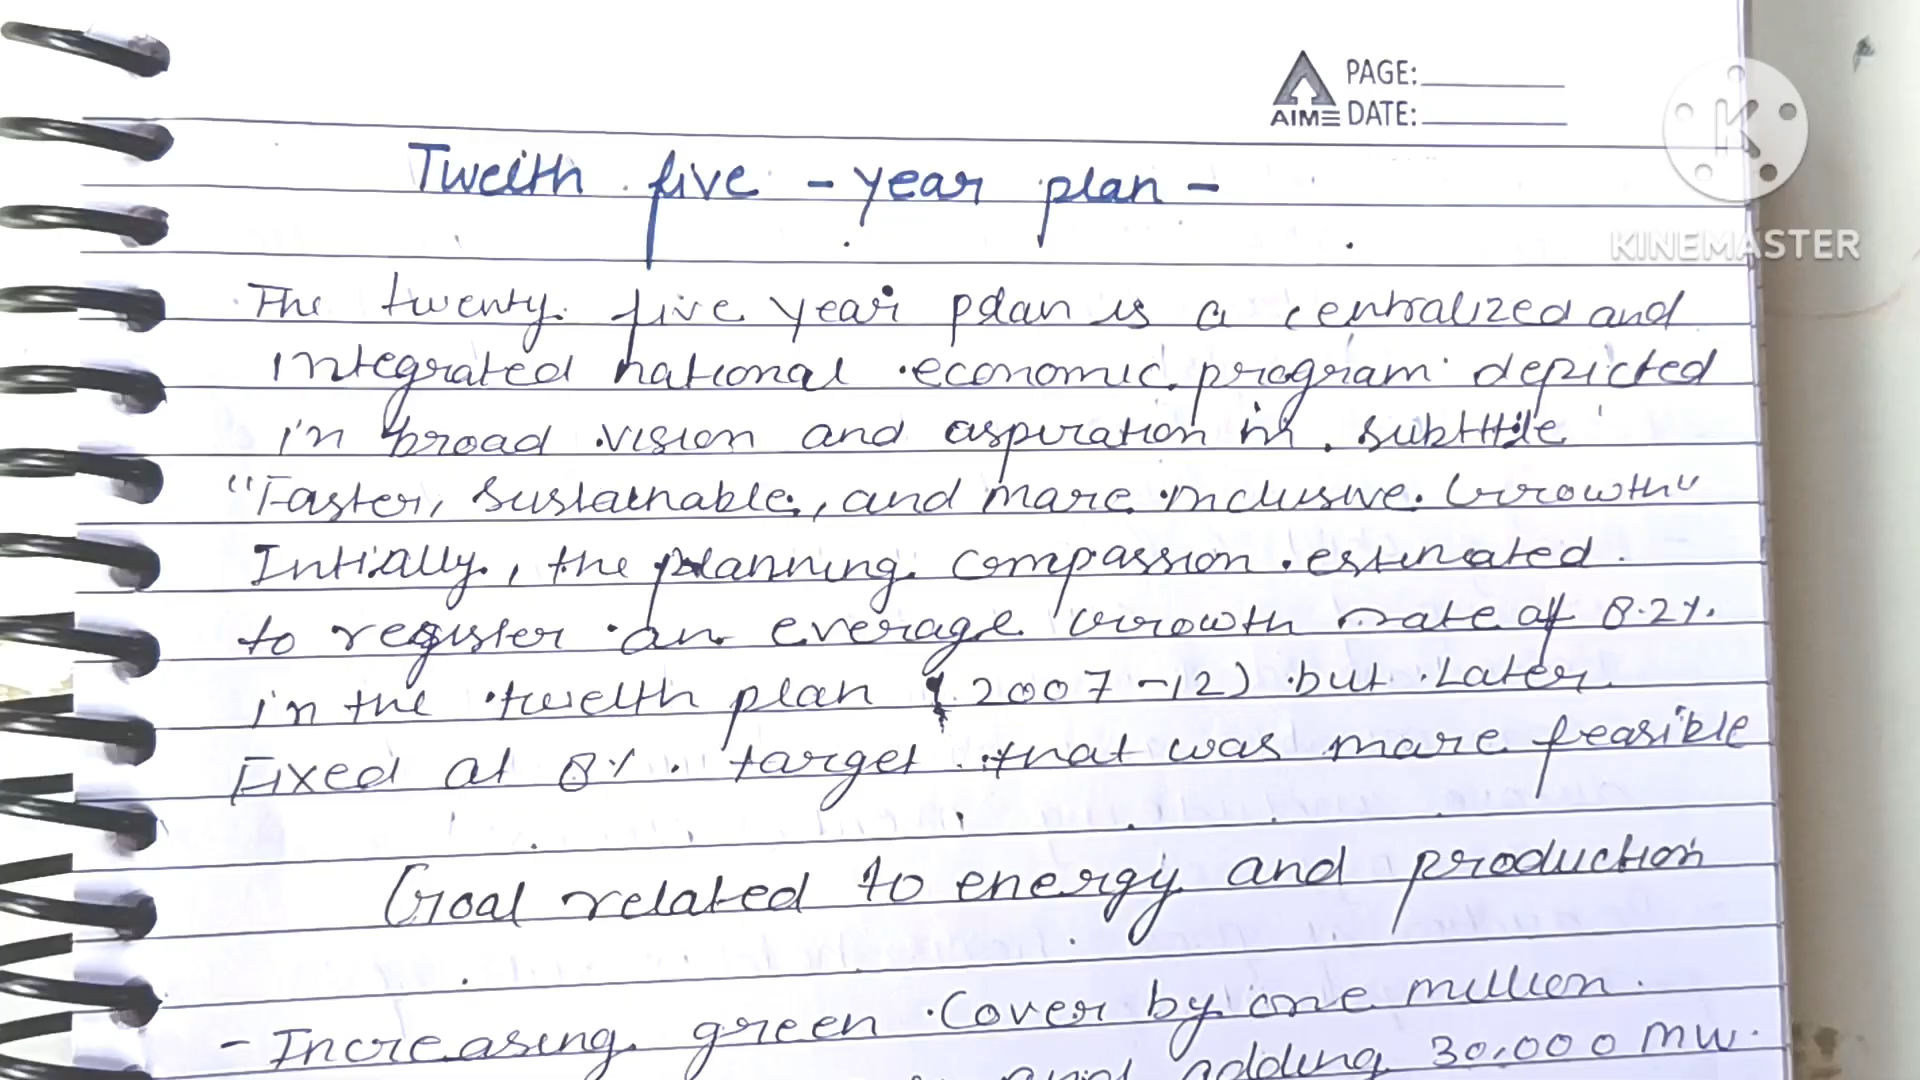 PAGE:
AIM DATE:
KINEMASTER
Twelth five - year plan -
The twenty five year plan is a centralized and
integrated national economic program depicted
in broad vision and aspiration in subtitle
"Faster, sustainable, and mare inclusive Growth"
Intially, the planning compassion estimated
to register an everage Growth rate of 8.2%.
in the twelth plan (2007-12) but Later
Fixed at 8%. target that was mare feasible
Goal related to energy and production
- Increasing green Cover by one million.
and adding 30,000 MW.